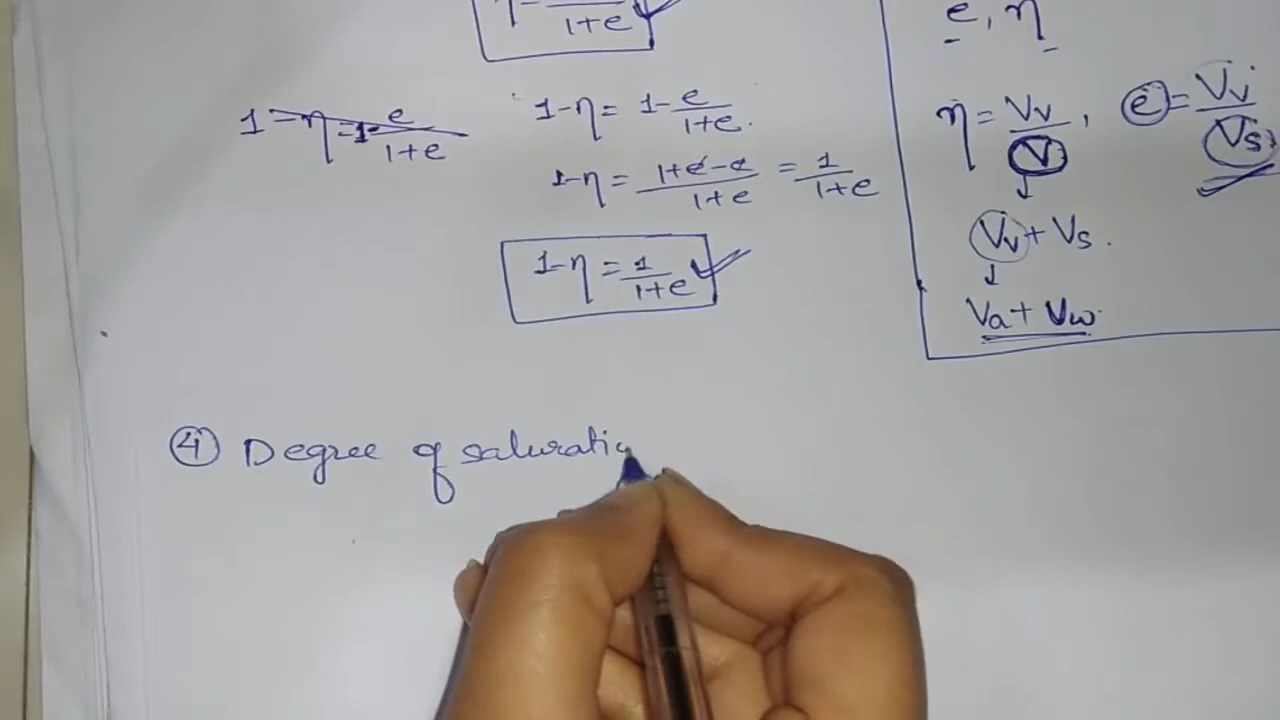 η = e/1+e
1 - η = 1 - e/1+e
1-η = 1 - e/1+e.
1-η = 1+e-e/1+e = 1/1+e
1-η = 1/1+e
④ Degree of saturatio
e, η
η = Vv/V, e = Vv/Vs
Vv + Vs.
Va + Vw.